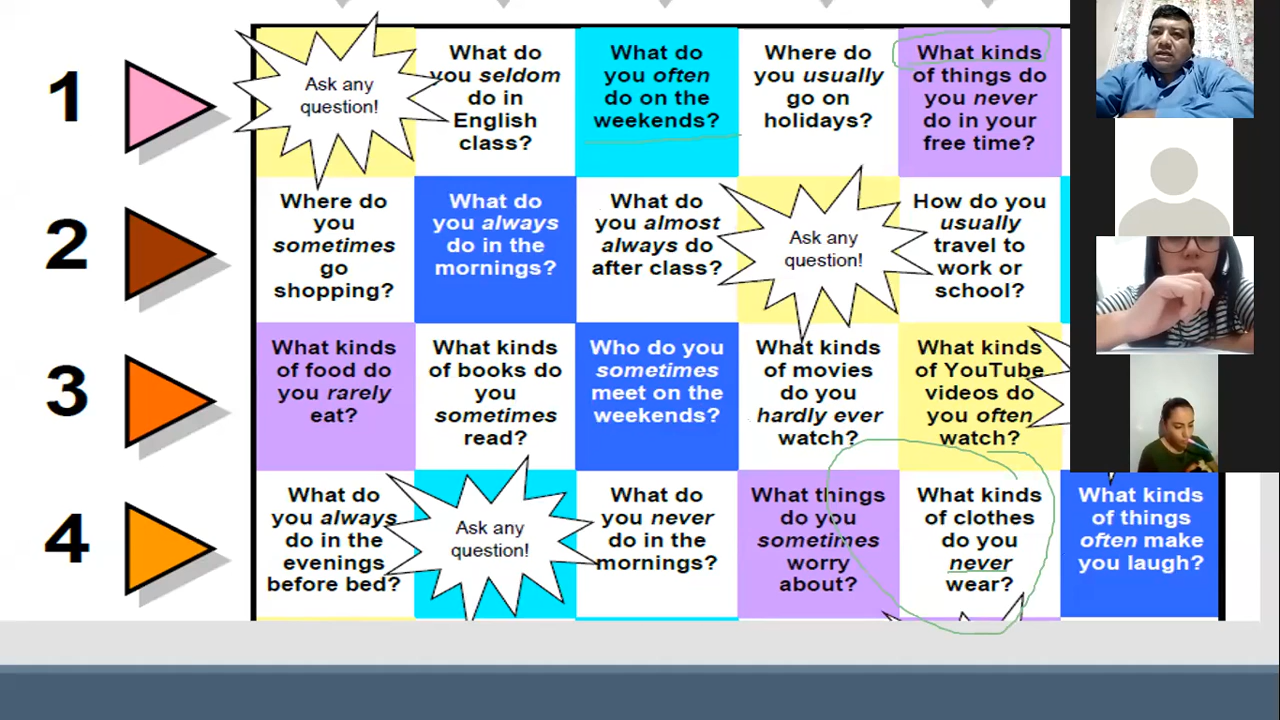 1
Ask any
question!
What do
you seldom
do in
English
class?
What do
you often
do on the
weekends?
Where do
you usually
go on
holidays?
What kinds
of things do
you never
do in your
free time?
2
Where do
you
sometimes
go
shopping?
What do
you always
do in the
mornings?
What do
you almost
always do
after class?
Ask any
question!
How do you
usually
travel to
work or
school?
3
What kinds
of food do
you rarely
eat?
What kinds
of books do
you
sometimes
read?
Who do you
sometimes
meet on the
weekends?
What kinds
of movies
do you
hardly ever
watch?
What kinds
of YouTube
videos do
you often
watch?
4
What do
you always
do in the
evenings
before bed?
Ask any
question!
What do
you never
do in the
mornings?
What things
do you
sometimes
worry
about?
What kinds
of clothes
do you
never
wear?
What kinds
of things
often make
you laugh?